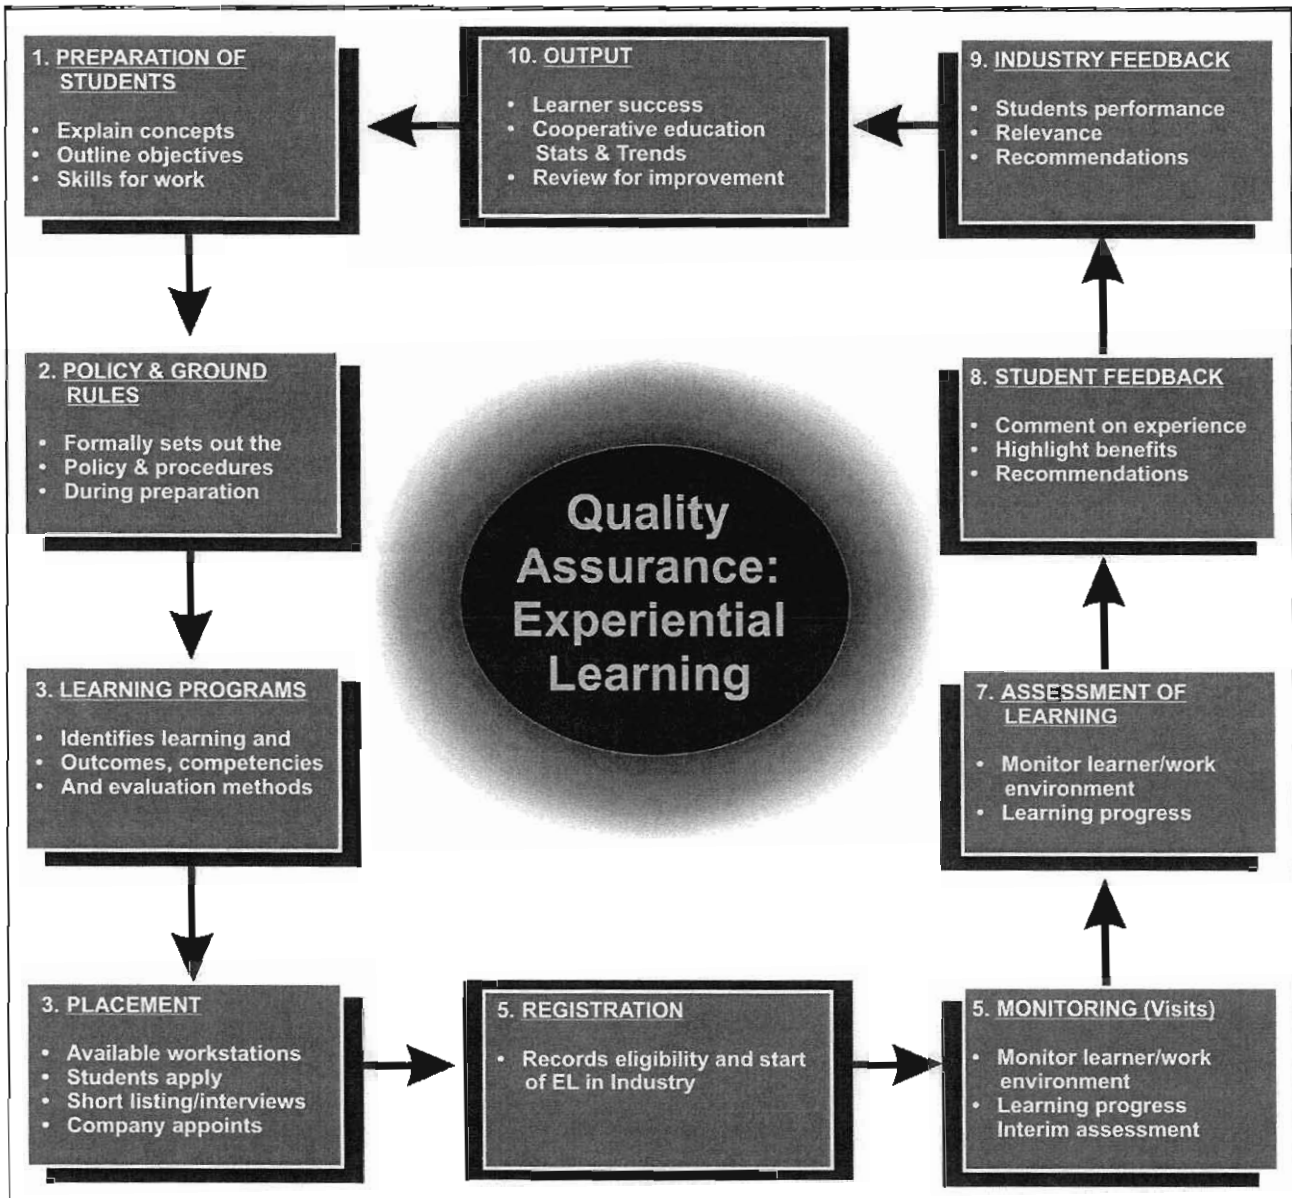 1. PREPARATION OF
STUDENTS
• Explain concepts
• Outline objectives
• Skills for work
2. POLICY & GROUND
RULES
• Formally sets out the
• Policy & procedures
• During preparation
3. LEARNING PROGRAMS
• Identifies learning and
• Outcomes, competencies
• And evaluation methods
3. PLACEMENT
• Available workstations
• Students apply
• Short listing/interviews
• Company appoints
5. REGISTRATION
• Records eligibility and start
of EL in Industry
5. MONITORING (Visits)
• Monitor learner/work
environment
• Learning progress
Interim assessment
7. ASSESSMENT OF
LEARNING
• Monitor learner/work
environment
• Learning progress
8. STUDENT FEEDBACK
• Comment on experience
• Highlight benefits
• Recommendations
9. INDUSTRY FEEDBACK
• Students performance
• Relevance
• Recommendations
10. OUTPUT
• Learner success
• Cooperative education
Stats & Trends
• Review for improvement
Quality
Assurance:
Experiential
Learning